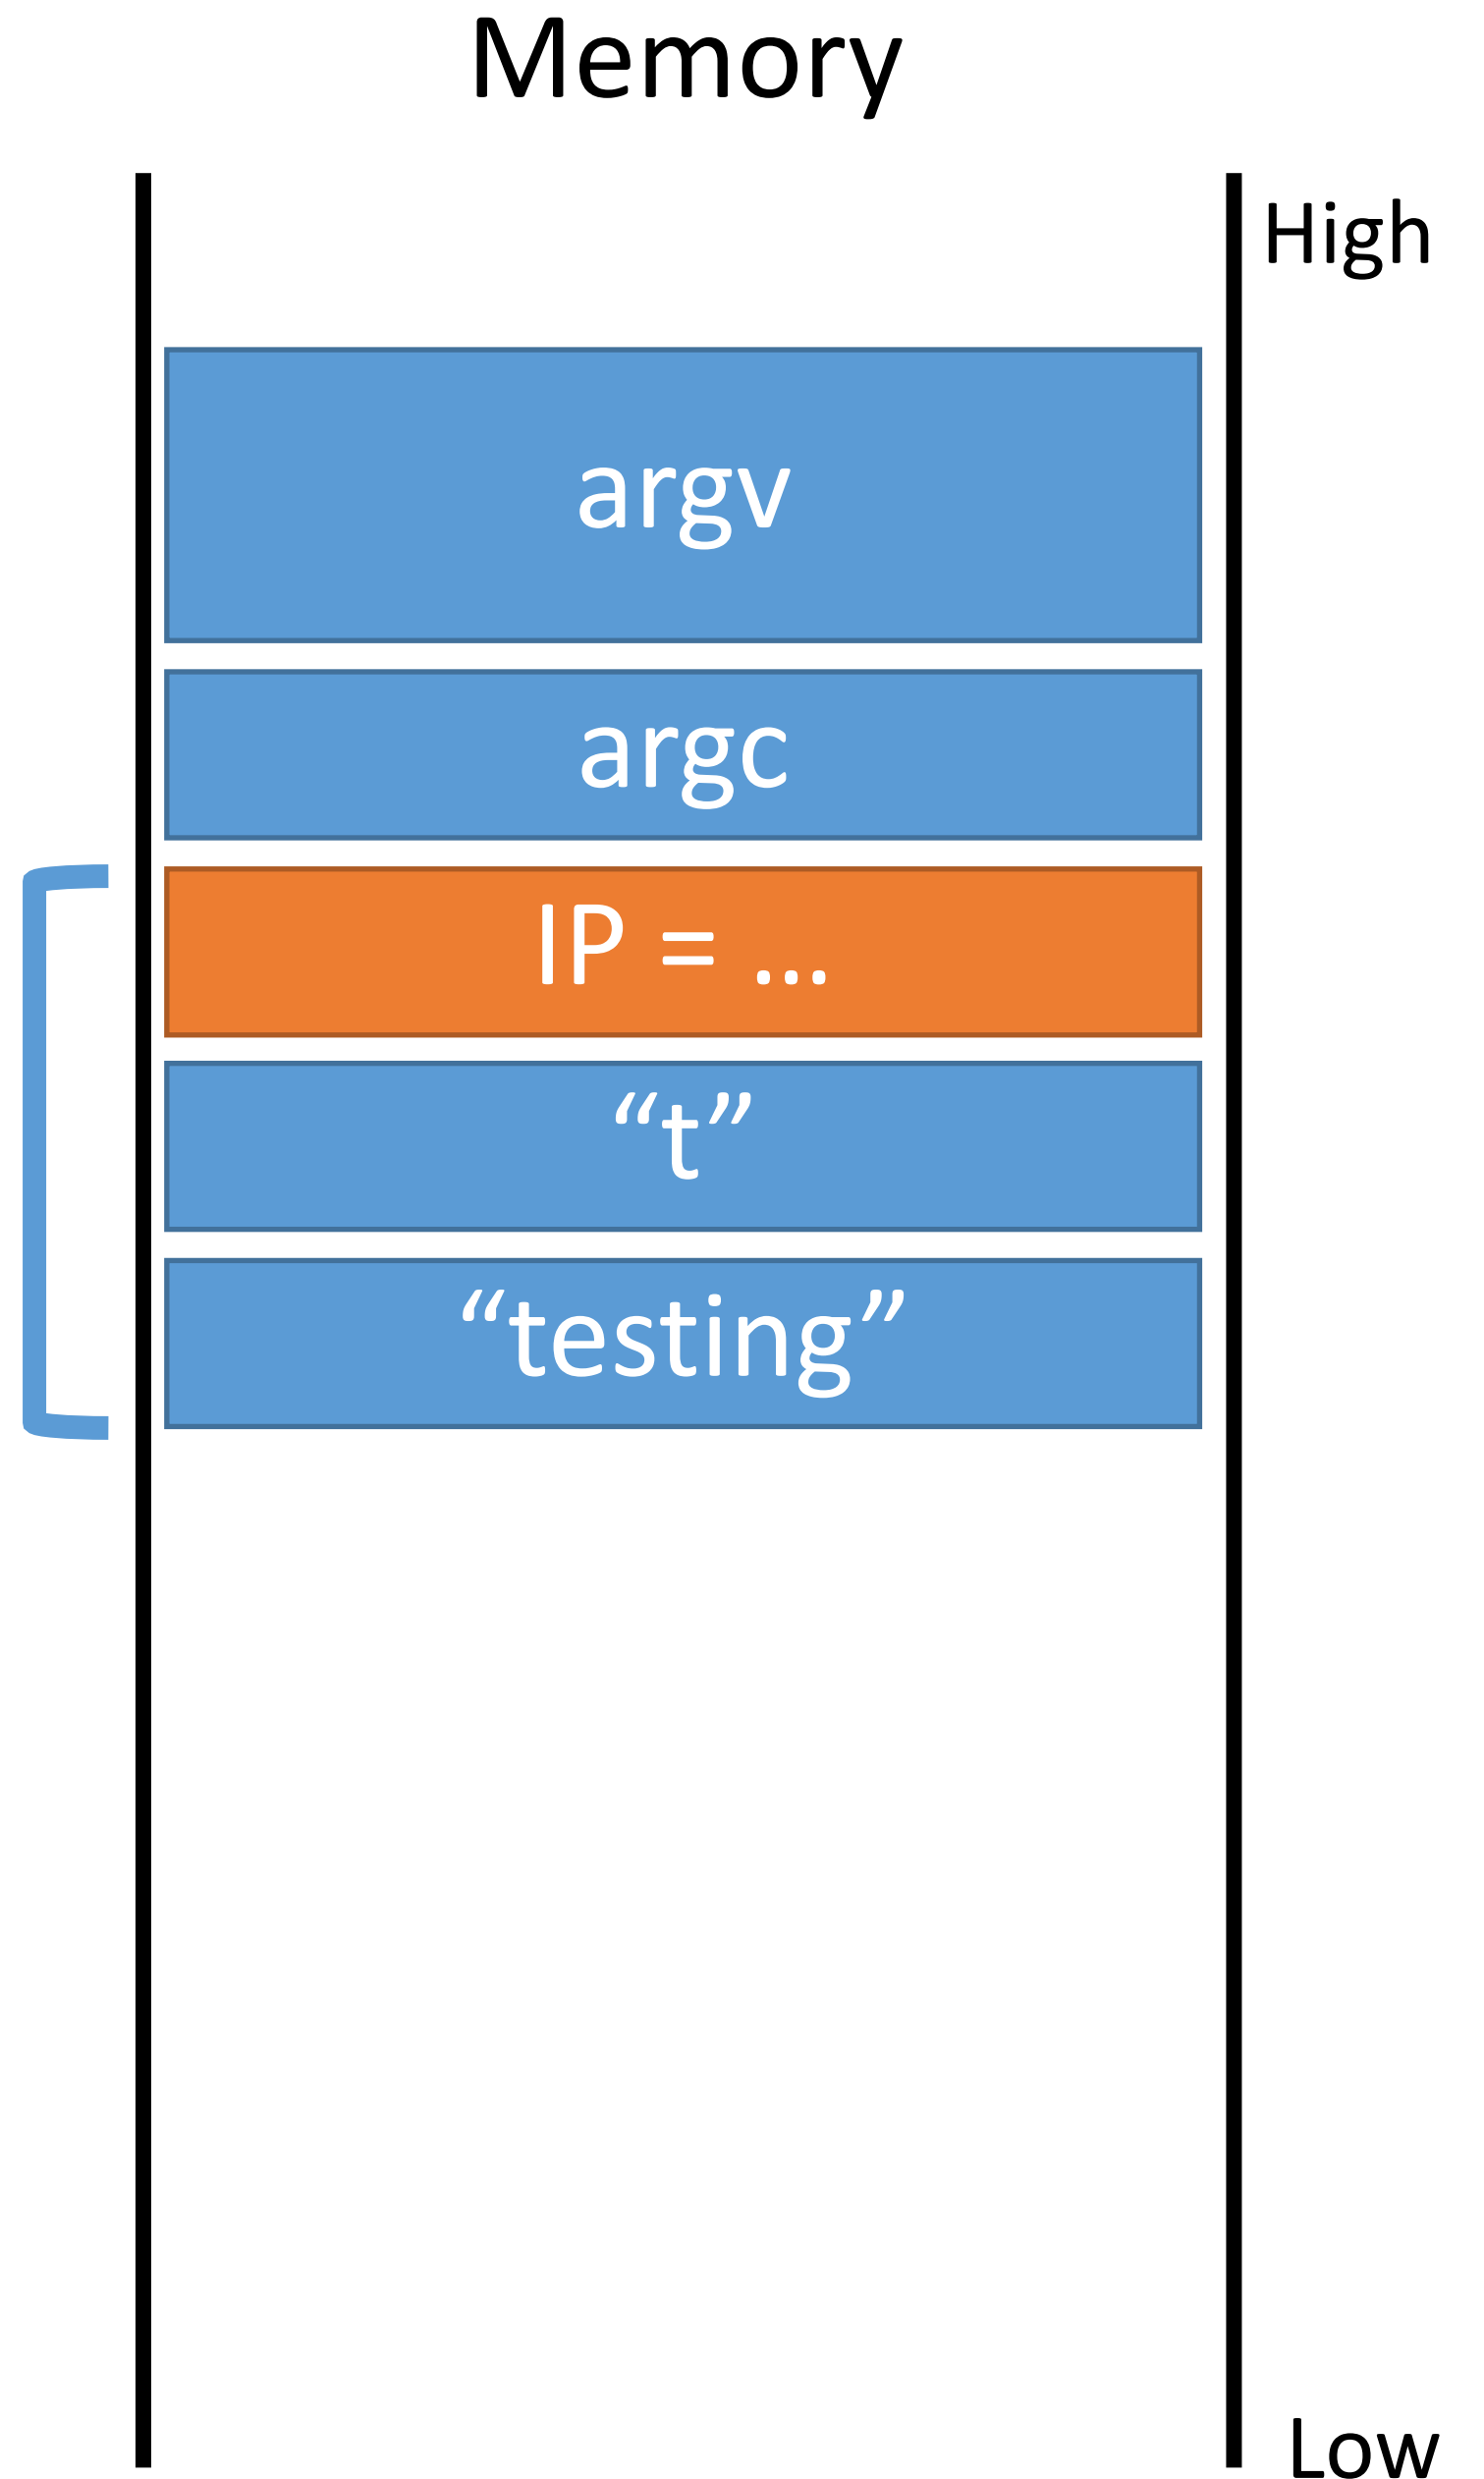 Memory
High
argv
argc
IP = …
“t”
“testing”
Low